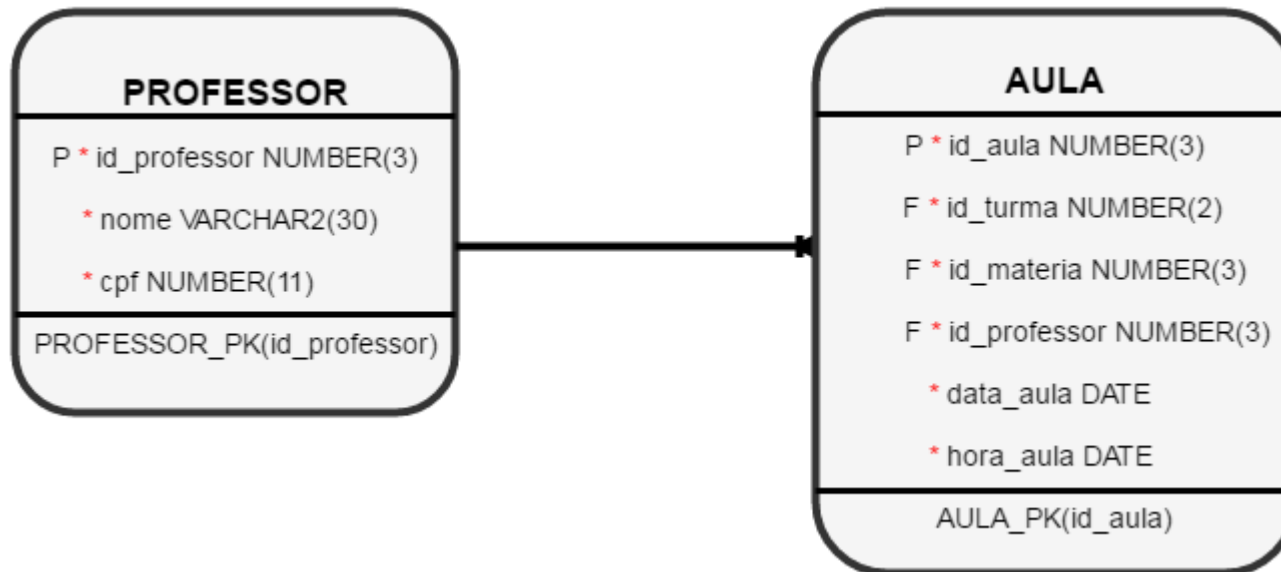 PROFESSOR
P * id_professor NUMBER(3)
* nome VARCHAR2(30)
* cpf NUMBER(11)
PROFESSOR_PK(id_professor)
AULA
P * id_aula NUMBER(3)
F * id_turma NUMBER(2)
F * id_materia NUMBER(3)
F * id_professor NUMBER(3)
* data_aula DATE
* hora_aula DATE
AULA_PK(id_aula)